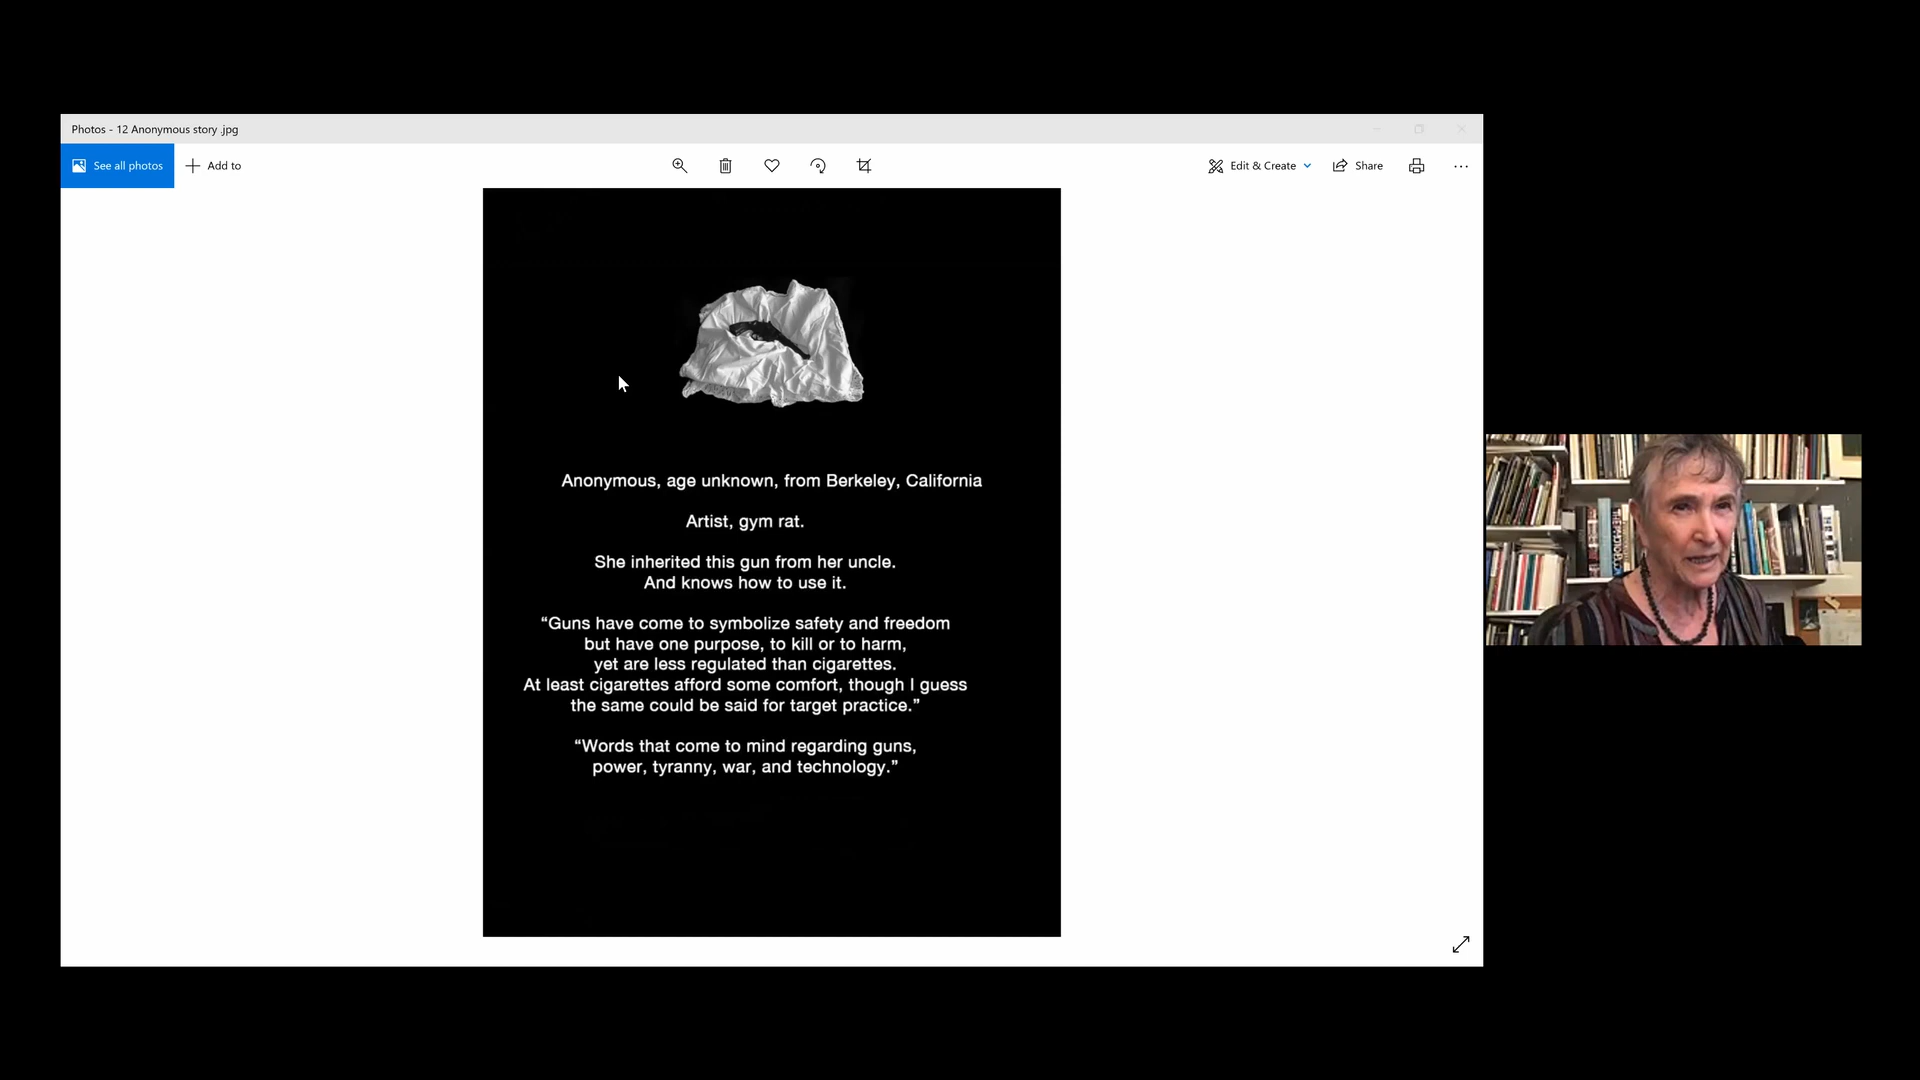 Photos - 12 Anonymous story .jpg
See all photos
Add to
Edit & Create
Share
Anonymous, age unknown, from Berkeley, California
Artist, gym rat.
She inherited this gun from her uncle.
And knows how to use it.
“Guns have come to symbolize safety and freedom
but have one purpose, to kill or to harm,
yet are less regulated than cigarettes.
At least cigarettes afford some comfort, though I guess
the same could be said for target practice.”
“Words that come to mind regarding guns,
power, tyranny, war, and technology.”